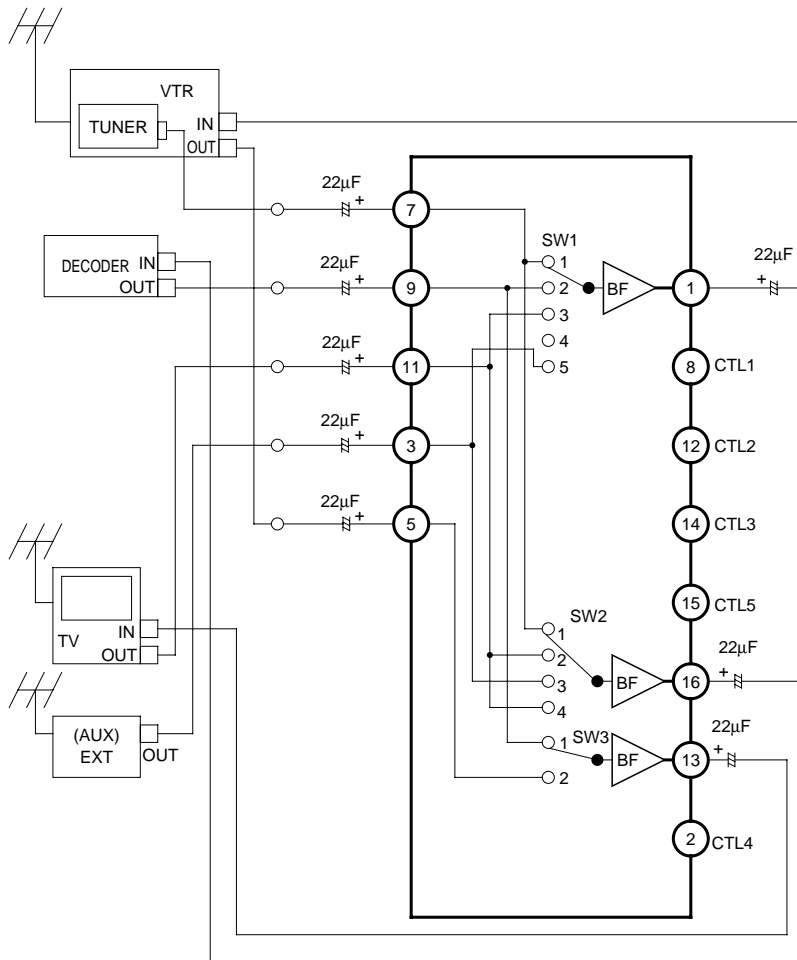 VTR
TUNER
IN
OUT
22µF
+
7
SW1
1
2
3
4
5
BF
1
22µF
+
DECODER
IN
OUT
22µF
+
9
22µF
+
11
8
CTL1
22µF
+
3
12
CTL2
22µF
+
5
14
CTL3
15
CTL5
TV
IN
OUT
SW2
1
2
3
4
BF
16
22µF
+
(AUX)
EXT
OUT
SW3
1
2
BF
13
22µF
+
2
CTL4